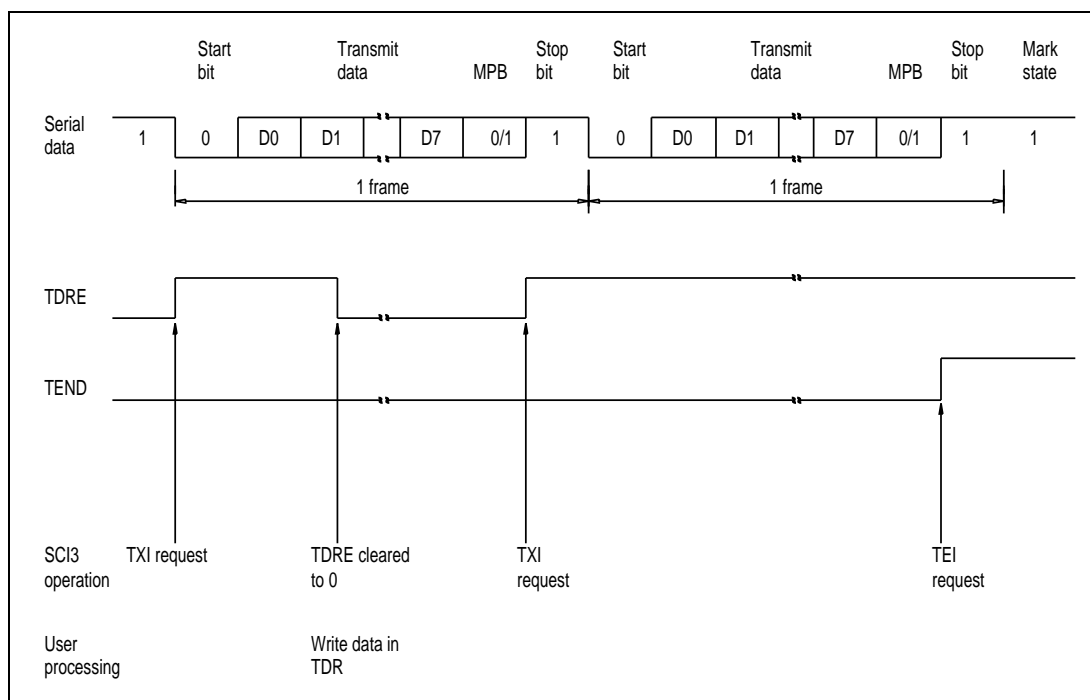 Start Transmit Stop Start Transmit Stop Mark
bit data MPB bit bit data MPB bit state
Serial
data
1 0 D0 D1 D7 0/1 1 0 D0 D1 D7 0/1 1 1
1 frame 1 frame
TDRE
TEND
SCI3 TXI request TDRE cleared TXI TEI
operation to 0 request request
User Write data in
processing TDR